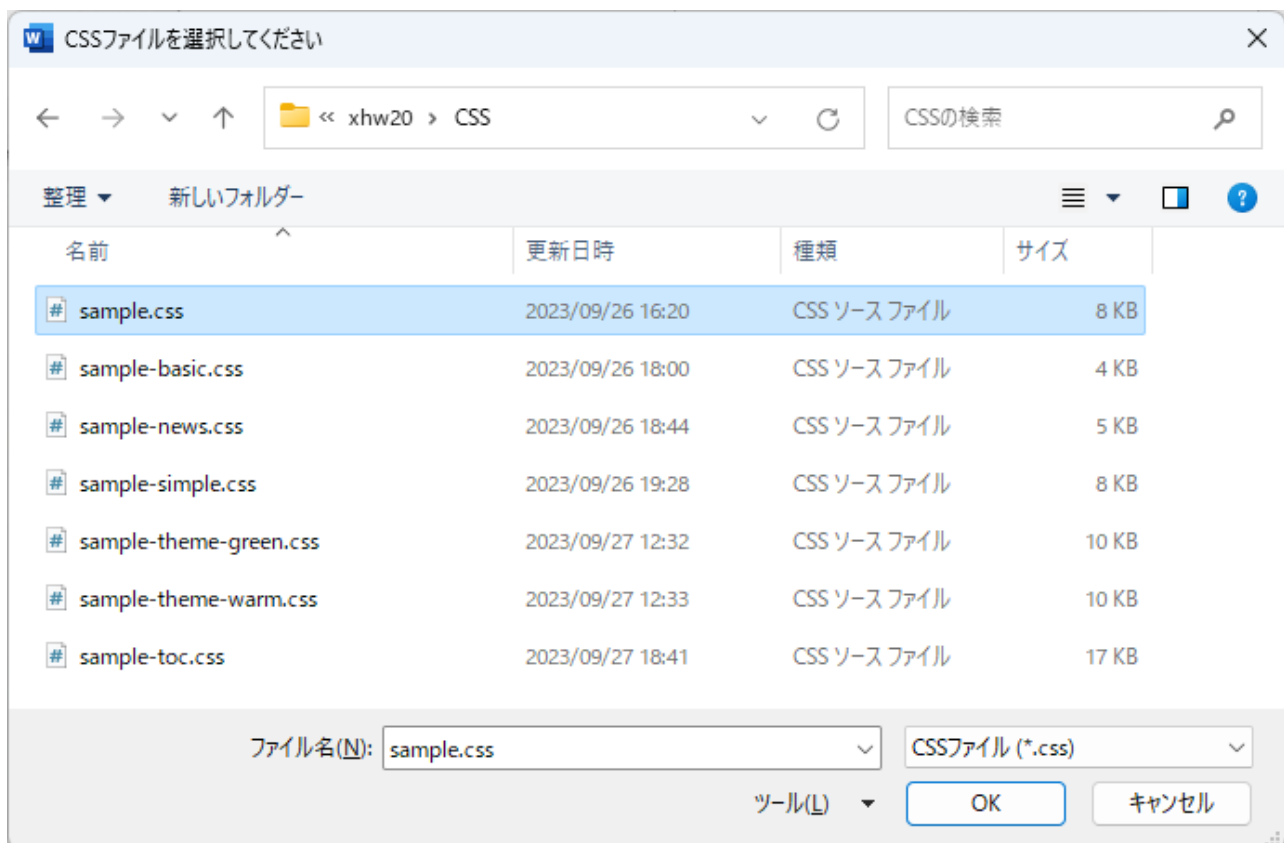 CSSファイルを選択してください
« xhw20 › CSS
CSSの検索
整理 新しいフォルダー
名前 更新日時 種類 サイズ
sample.css 2023/09/26 16:20 CSS ソース ファイル 8 KB
sample-basic.css 2023/09/26 18:00 CSS ソース ファイル 4 KB
sample-news.css 2023/09/26 18:44 CSS ソース ファイル 5 KB
sample-simple.css 2023/09/26 19:28 CSS ソース ファイル 8 KB
sample-theme-green.css 2023/09/27 12:32 CSS ソース ファイル 10 KB
sample-theme-warm.css 2023/09/27 12:33 CSS ソース ファイル 10 KB
sample-toc.css 2023/09/27 18:41 CSS ソース ファイル 17 KB
ファイル名(N): sample.css CSSファイル (*.css)
ツール(L) OK キャンセル